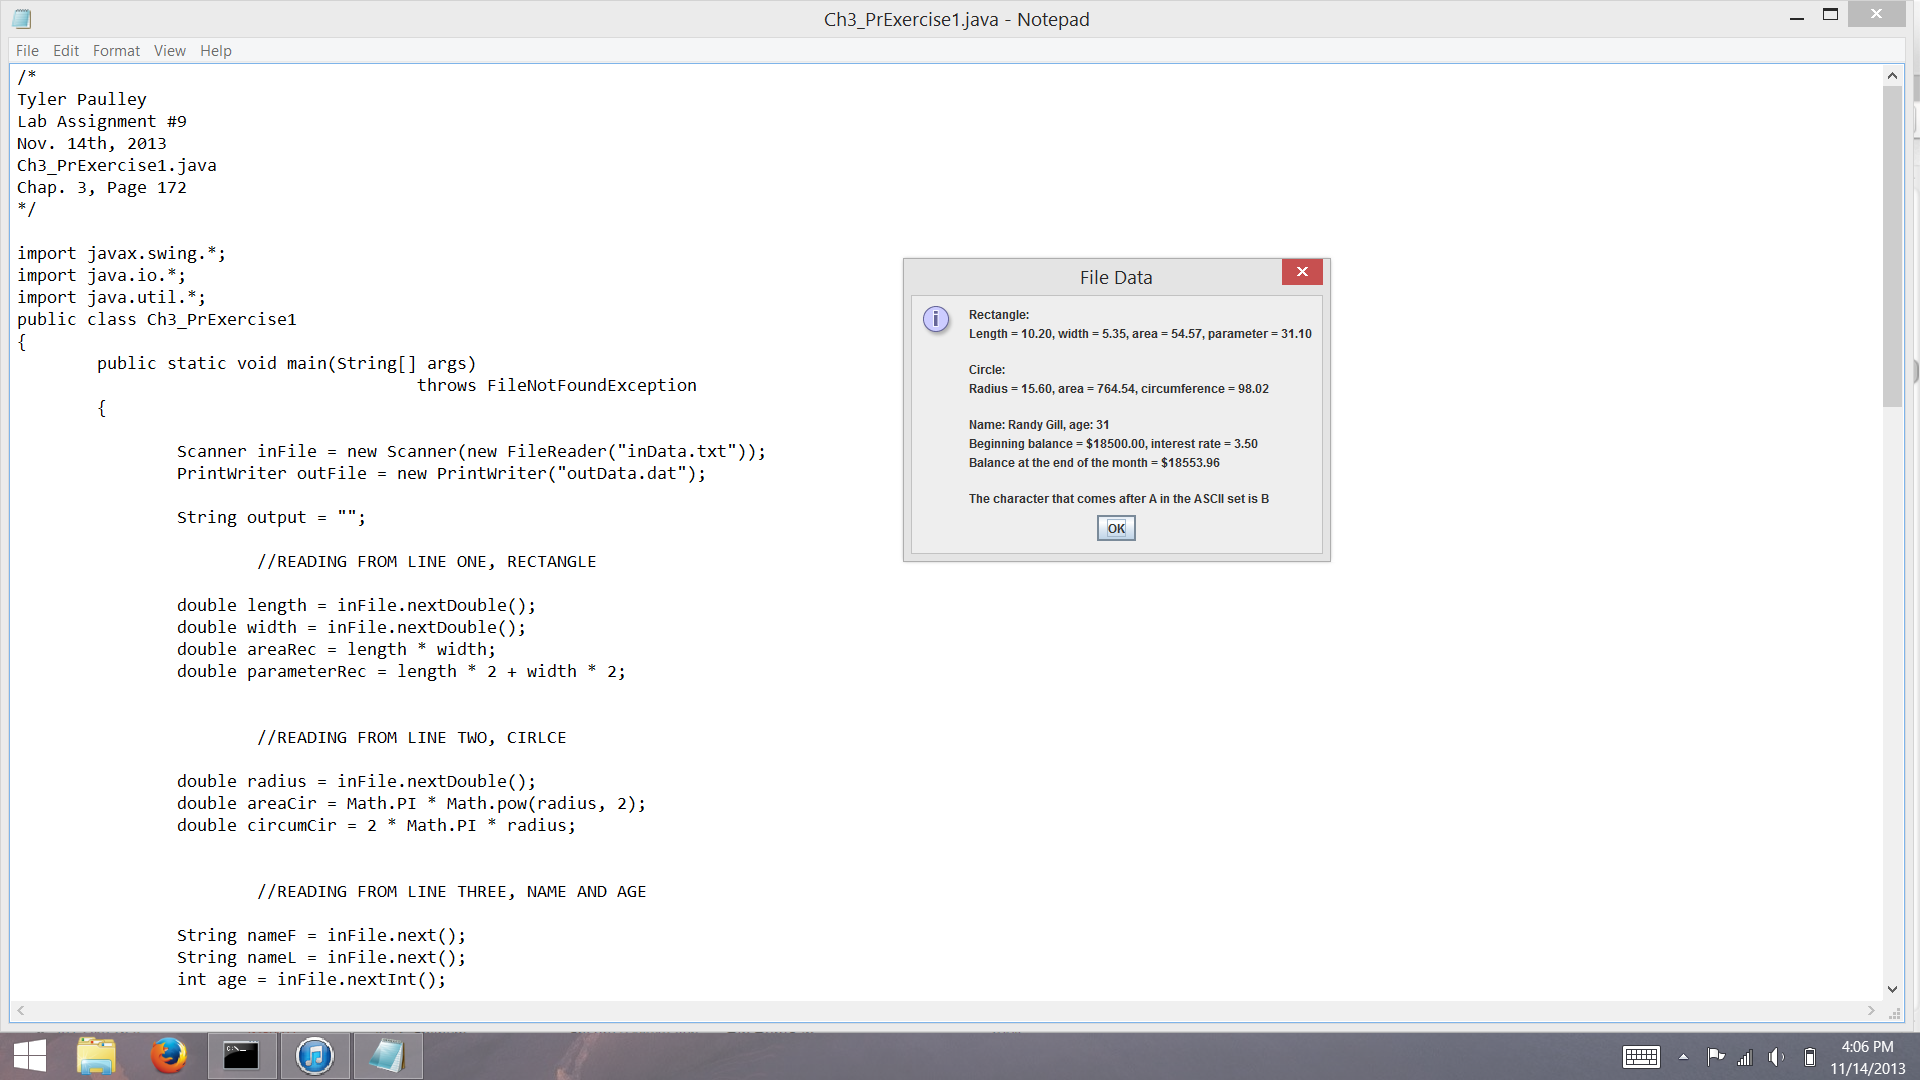 Ch3_PrExercise1.java - Notepad
File Edit Format View Help
/*
Tyler Paulley
Lab Assignment #9
Nov. 14th, 2013
Ch3_PrExercise1.java
Chap. 3, Page 172
*/
import javax.swing.*;
import java.io.*;
import java.util.*;
public class Ch3_PrExercise1
{
public static void main(String[] args)
throws FileNotFoundException
{
Scanner inFile = new Scanner(new FileReader("inData.txt"));
PrintWriter outFile = new PrintWriter("outData.dat");
String output = "";
//READING FROM LINE ONE, RECTANGLE
double length = inFile.nextDouble();
double width = inFile.nextDouble();
double areaRec = length * width;
double parameterRec = length * 2 + width * 2;
//READING FROM LINE TWO, CIRLCE
double radius = inFile.nextDouble();
double areaCir = Math.PI * Math.pow(radius, 2);
double circumCir = 2 * Math.PI * radius;
//READING FROM LINE THREE, NAME AND AGE
String nameF = inFile.next();
String nameL = inFile.next();
int age = inFile.nextInt();
File Data
Rectangle:
Length = 10.20, width = 5.35, area = 54.57, parameter = 31.10
Circle:
Radius = 15.60, area = 764.54, circumference = 98.02
Name: Randy Gill, age: 31
Beginning balance = $18500.00, interest rate = 3.50
Balance at the end of the month = $18553.96
The character that comes after A in the ASCII set is B
OK
4:06 PM
11/14/2013